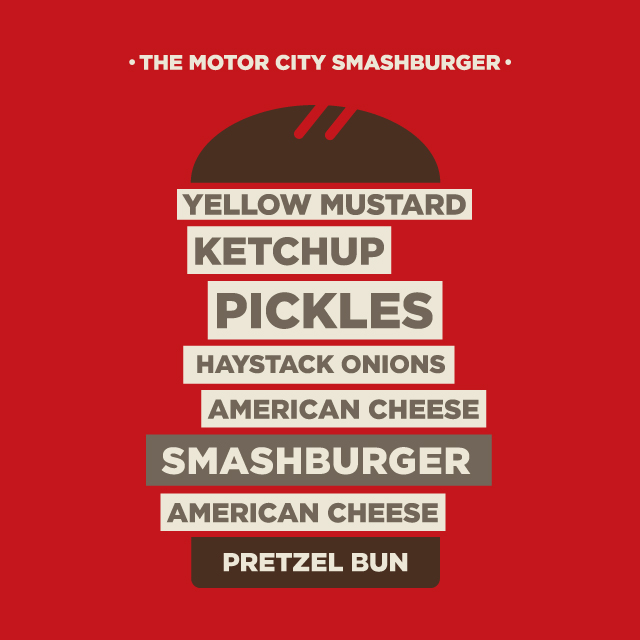 • THE MOTOR CITY SMASHBURGER •
YELLOW MUSTARD
KETCHUP
PICKLES
HAYSTACK ONIONS
AMERICAN CHEESE
SMASHBURGER
AMERICAN CHEESE
PRETZEL BUN